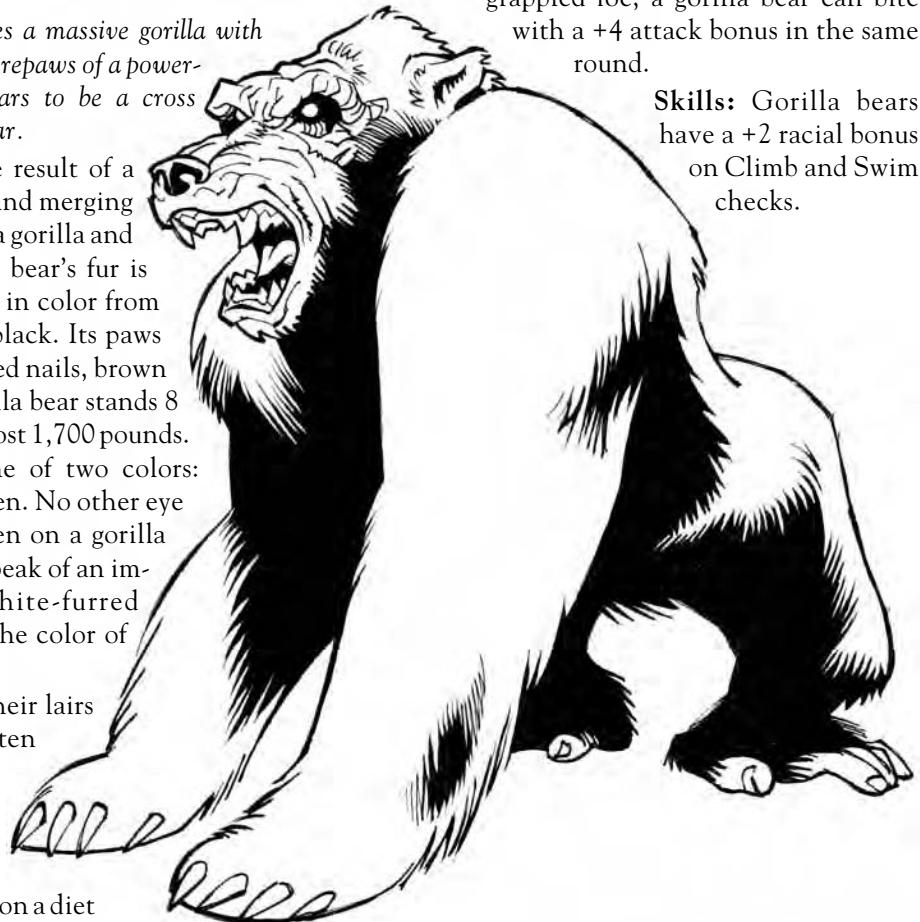 es a massive gorilla with
repaws of a power-
ars to be a cross
ar.
e result of a
and merging
a gorilla and
bear's fur is
in color from
black. Its paws
ed nails, brown
lla bear stands 8
ost 1,700 pounds.
ne of two colors:
en. No other eye
en on a gorilla
peak of an im-
hite-furred
he color of
heir lairs
ten
on a diet
grappled foe, a gorilla bear can bite
with a +4 attack bonus in the same
round.
Skills: Gorilla bears
have a +2 racial bonus
on Climb and Swim
checks.